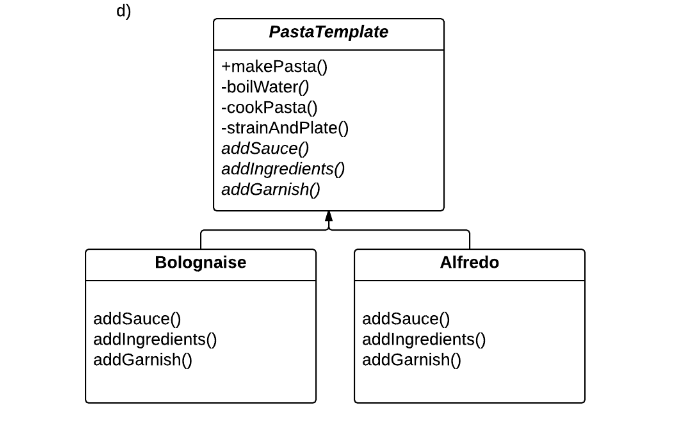 d)
PastaTemplate
+makePasta()
-boilWater()
-cookPasta()
-strainAndPlate()
addSauce()
addIngredients()
addGarnish()
Bolognaise
addSauce()
addIngredients()
addGarnish()
Alfredo
addSauce()
addIngredients()
addGarnish()